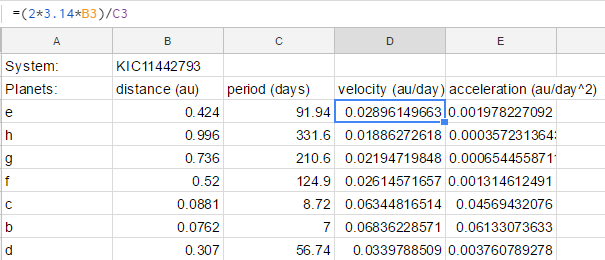 =(2*3.14*B3)/C3
A B C D E
System: KIC11442793
Planets: distance (au) period (days) velocity (au/day) acceleration (au/day^2)
e 0.424 91.94 0.02896149663 0.001978227092
h 0.996 331.6 0.01886272618 0.000357231364
g 0.736 210.6 0.02194719848 0.000654455871
f 0.52 124.9 0.02614571657 0.001314612491
c 0.0881 8.72 0.06344816514 0.04569432076
b 0.0762 7 0.06836228571 0.06133073633
d 0.307 56.74 0.0339788509 0.003760789278